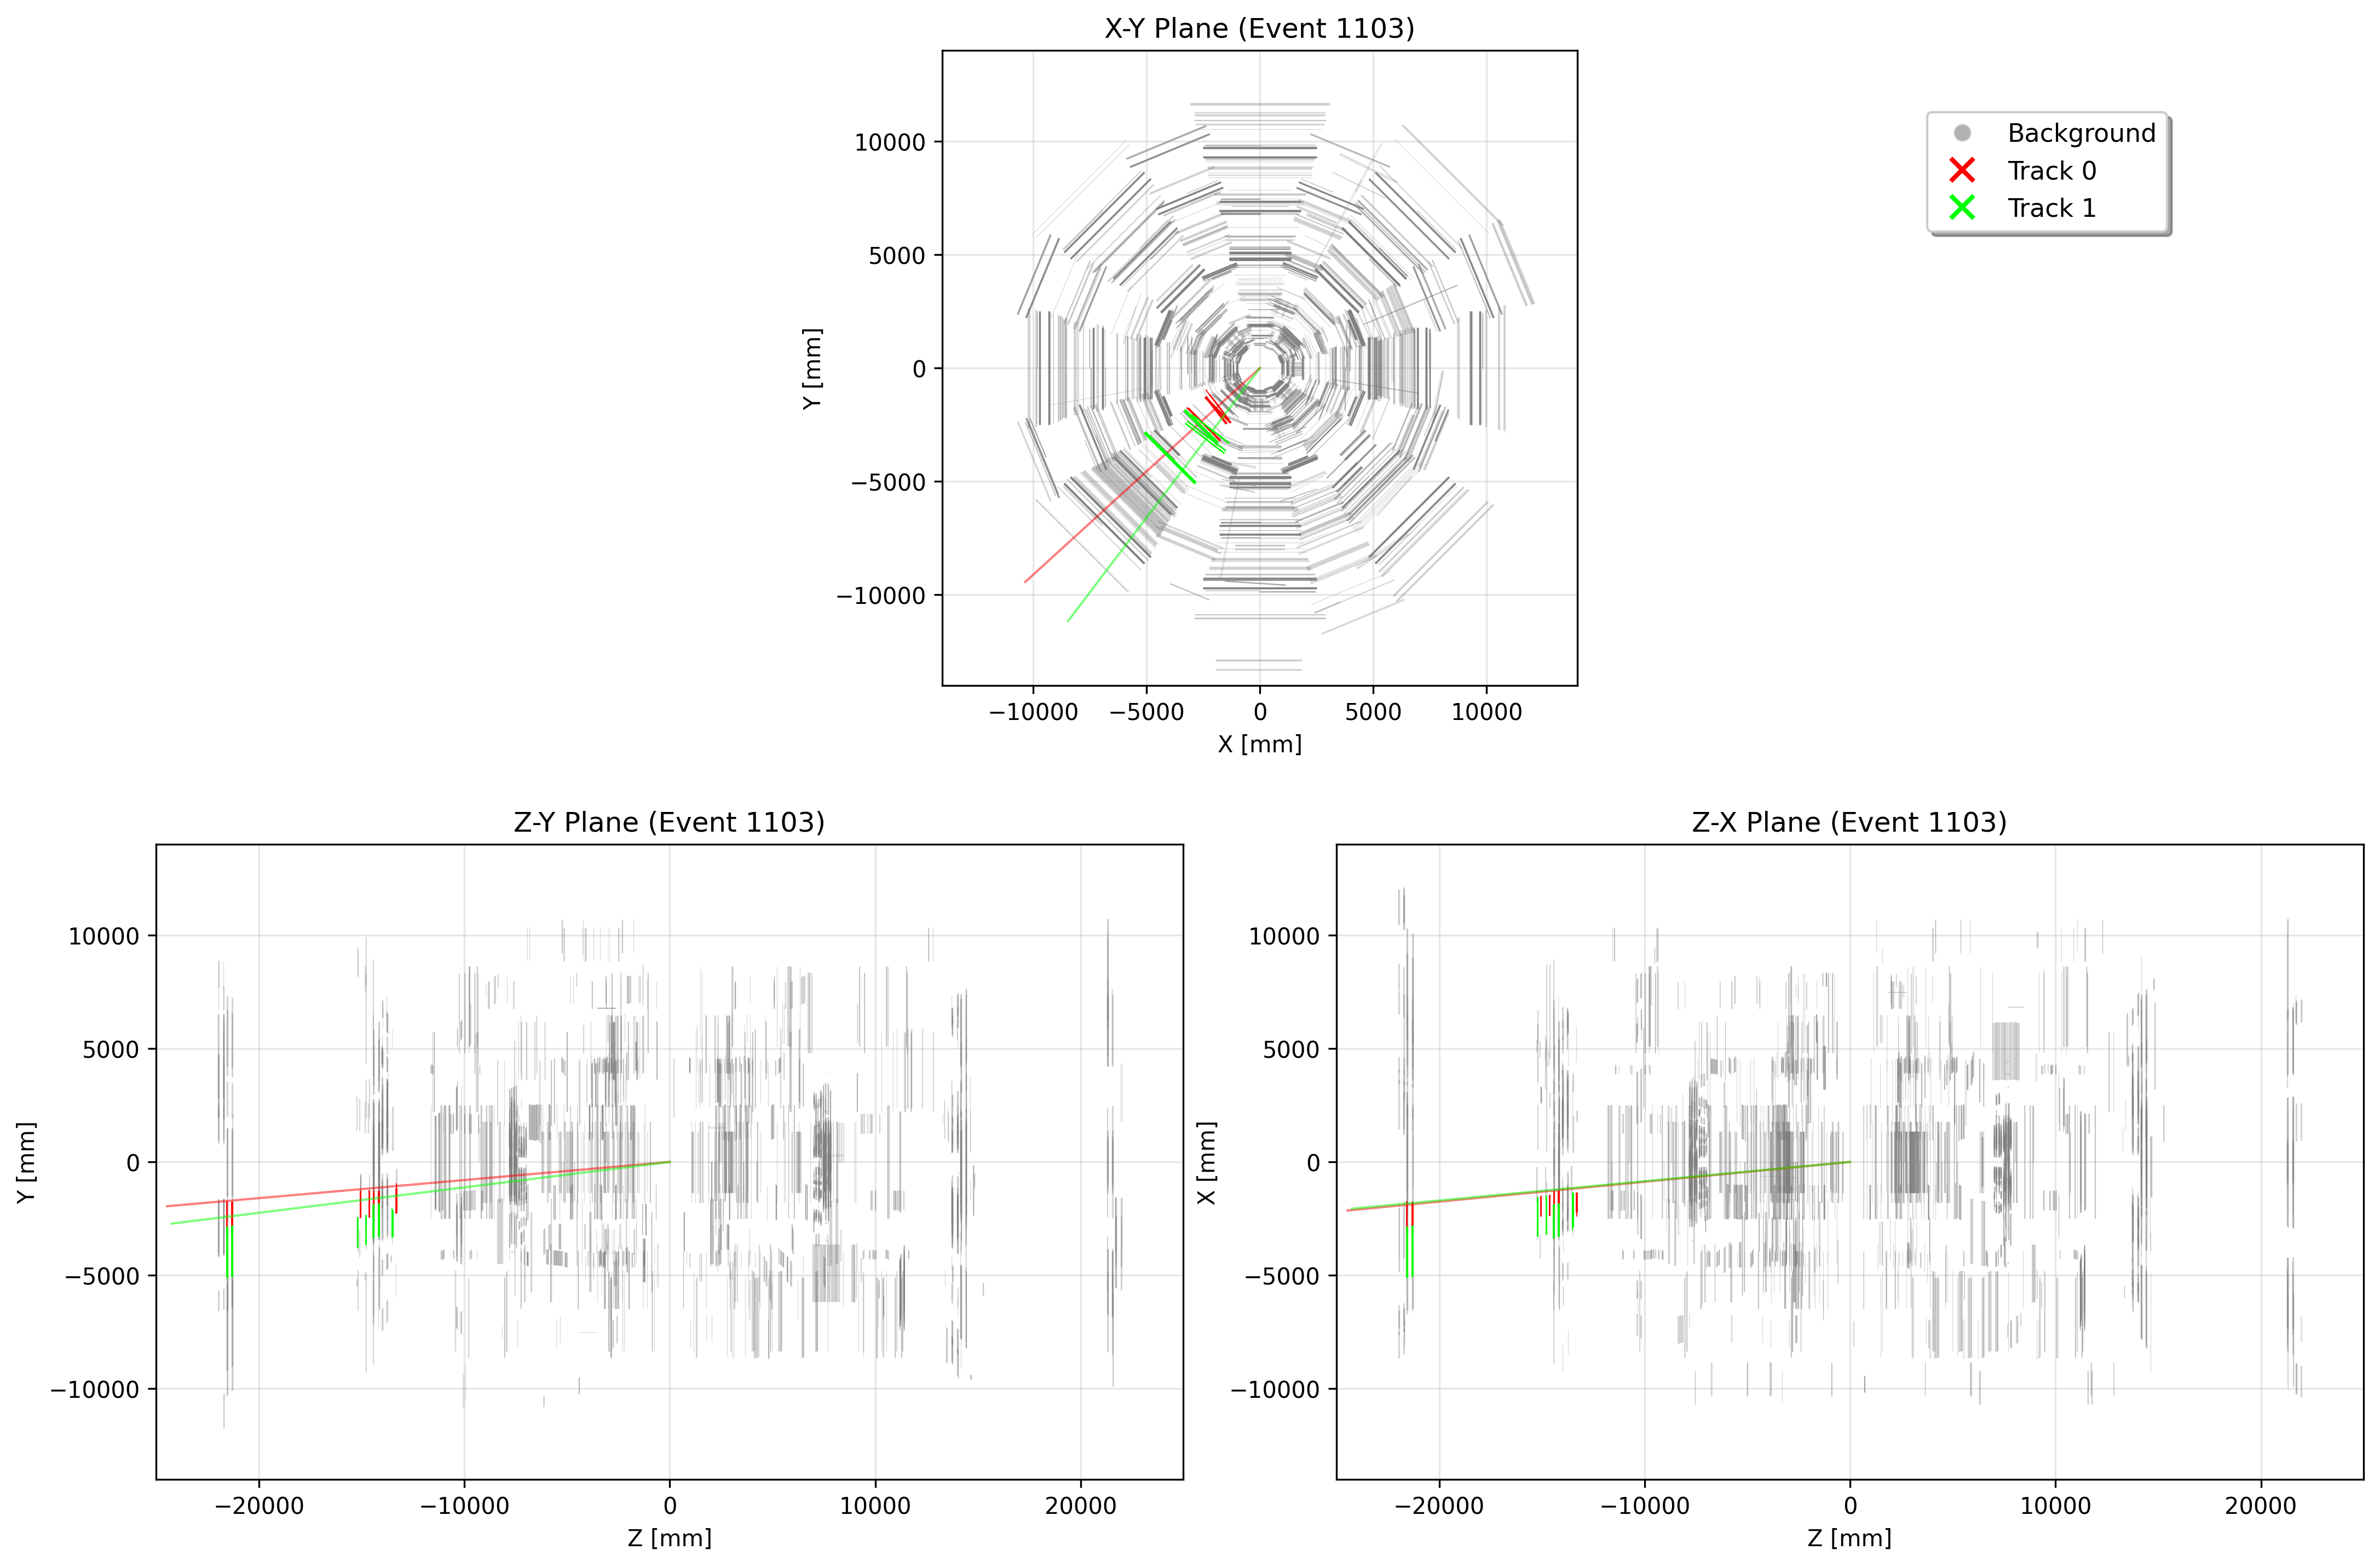 X-Y Plane (Event 1103)
Y [mm]
10000
5000
0
−5000
−10000
−10000 −5000 0 5000 10000
X [mm]
Background
Track 0
Track 1
Z-Y Plane (Event 1103)
Y [mm]
10000
5000
0
−5000
−10000
−20000 −10000 0 10000 20000
Z [mm]
Z-X Plane (Event 1103)
X [mm]
10000
5000
0
−5000
−10000
−20000 −10000 0 10000 20000
Z [mm]